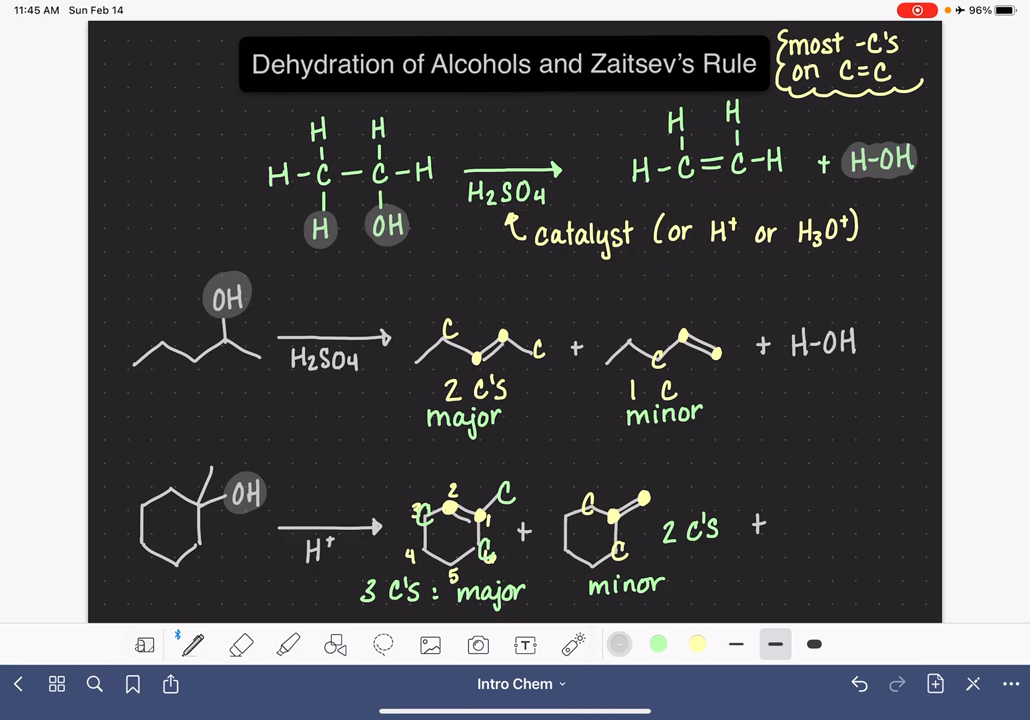 11:45 AM Sun Feb 14
96%
Dehydration of Alcohols and Zaitsev's Rule
most -C's
on C=C
H H
H-C-C-H
H OH
H2SO4
H H
H-C=C-H + H-OH
catalyst (or H+ or H3O+)
OH
H2SO4
C C + C + H-OH
2 C's
major
1 C
minor
OH
H+
C 1 2 3 4 5 6 C C + C C 2 C's +
3 C's : major
minor
T
Intro Chem